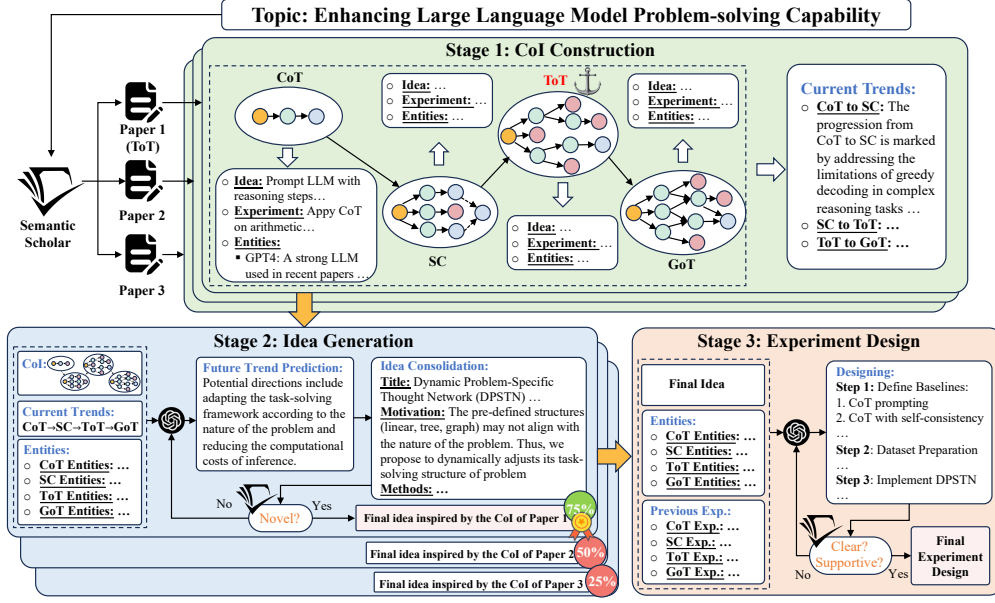 Topic: Enhancing Large Language Model Problem-solving Capability
Semantic
Scholar
Paper 1
(ToT)
Paper 2
Paper 3
Stage 1: CoI Construction
CoT
○ Idea: Prompt LLM with
reasoning steps…
○ Experiment: Appy CoT
on arithmetic…
○ Entities:
▪ GPT4: A strong LLM
used in recent papers …
○ Idea: …
○ Experiment: …
○ Entities: …
SC
ToT
○ Idea: …
○ Experiment: …
○ Entities: …
○ Idea: …
○ Experiment: …
○ Entities: …
GoT
Current Trends:
○ CoT to SC: The
progression from
CoT to SC is marked
by addressing the
limitations of greedy
decoding in complex
reasoning tasks …
○ SC to ToT: …
○ ToT to GoT: …
Stage 2: Idea Generation
CoI:
Current Trends:
CoT→SC→ToT→GoT
Entities:
○ CoT Entities: …
○ SC Entities: …
○ ToT Entities: …
○ GoT Entities: …
Future Trend Prediction:
Potential directions include
adapting the task-solving
framework according to the
nature of the problem and
reducing the computational
costs of inference.
Idea Consolidation:
Title: Dynamic Problem-Specific
Thought Network (DPSTN) …
Motivation: The pre-defined structures
(linear, tree, graph) may not align with
the nature of the problem. Thus, we
propose to dynamically adjusts its task-
solving structure of problem
Methods: …
No
Novel?
Yes
Final idea inspired by the CoI of Paper 1
75%
Final idea inspired by the CoI of Paper 2
50%
Final idea inspired by the CoI of Paper 3
25%
Stage 3: Experiment Design
Final Idea
Entities:
○ CoT Entities: …
○ SC Entities: …
○ ToT Entities: …
○ GoT Entities: …
Previous Exp.:
○ CoT Exp.: …
○ SC Exp.: …
○ ToT Exp.: …
○ GoT Exp.: …
Designing:
Step 1: Define Baselines:
1. CoT prompting
2. CoT with self-consistency
…
Step 2: Dataset Preparation
…
Step 3: Implement DPSTN
…
Clear?
Supportive?
No
Yes
Final
Experiment
Design